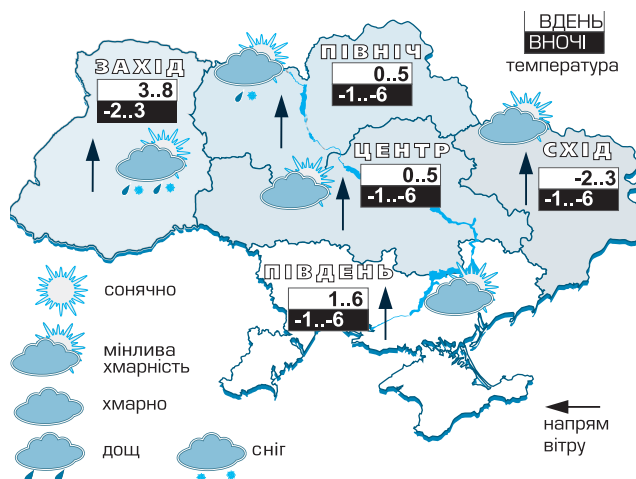 ВДЕНЬ
ВНОЧІ
температура
ЗАХІД
3..8
-2..3
ПІВНІЧ
0..5
-1..-6
ЦЕНТР
0..5
-1..-6
СХІД
-2..3
-1..-6
ПІВДЕНЬ
1..6
-1..-6
сонячно
мінлива
хмарність
хмарно
дощ
сніг
напрям
вітру